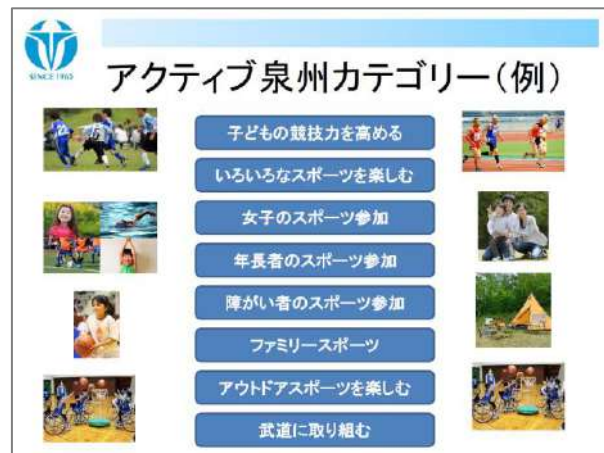 SINCE 1965
アクティブ泉州カテゴリー(例)
子どもの競技力を高める
いろいろなスポーツを楽しむ
女子のスポーツ参加
年長者のスポーツ参加
障がい者のスポーツ参加
ファミリースポーツ
アウトドアスポーツを楽しむ
武道に取り組む